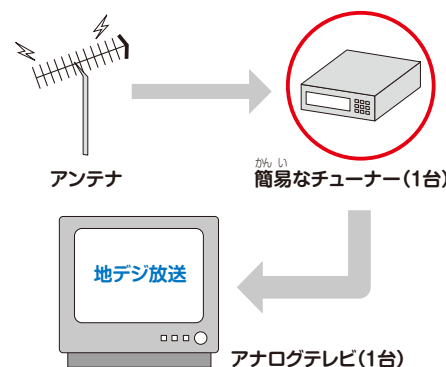 アンテナ
かん い
簡易なチューナー(1台)
地デジ放送
アナログテレビ(1台)